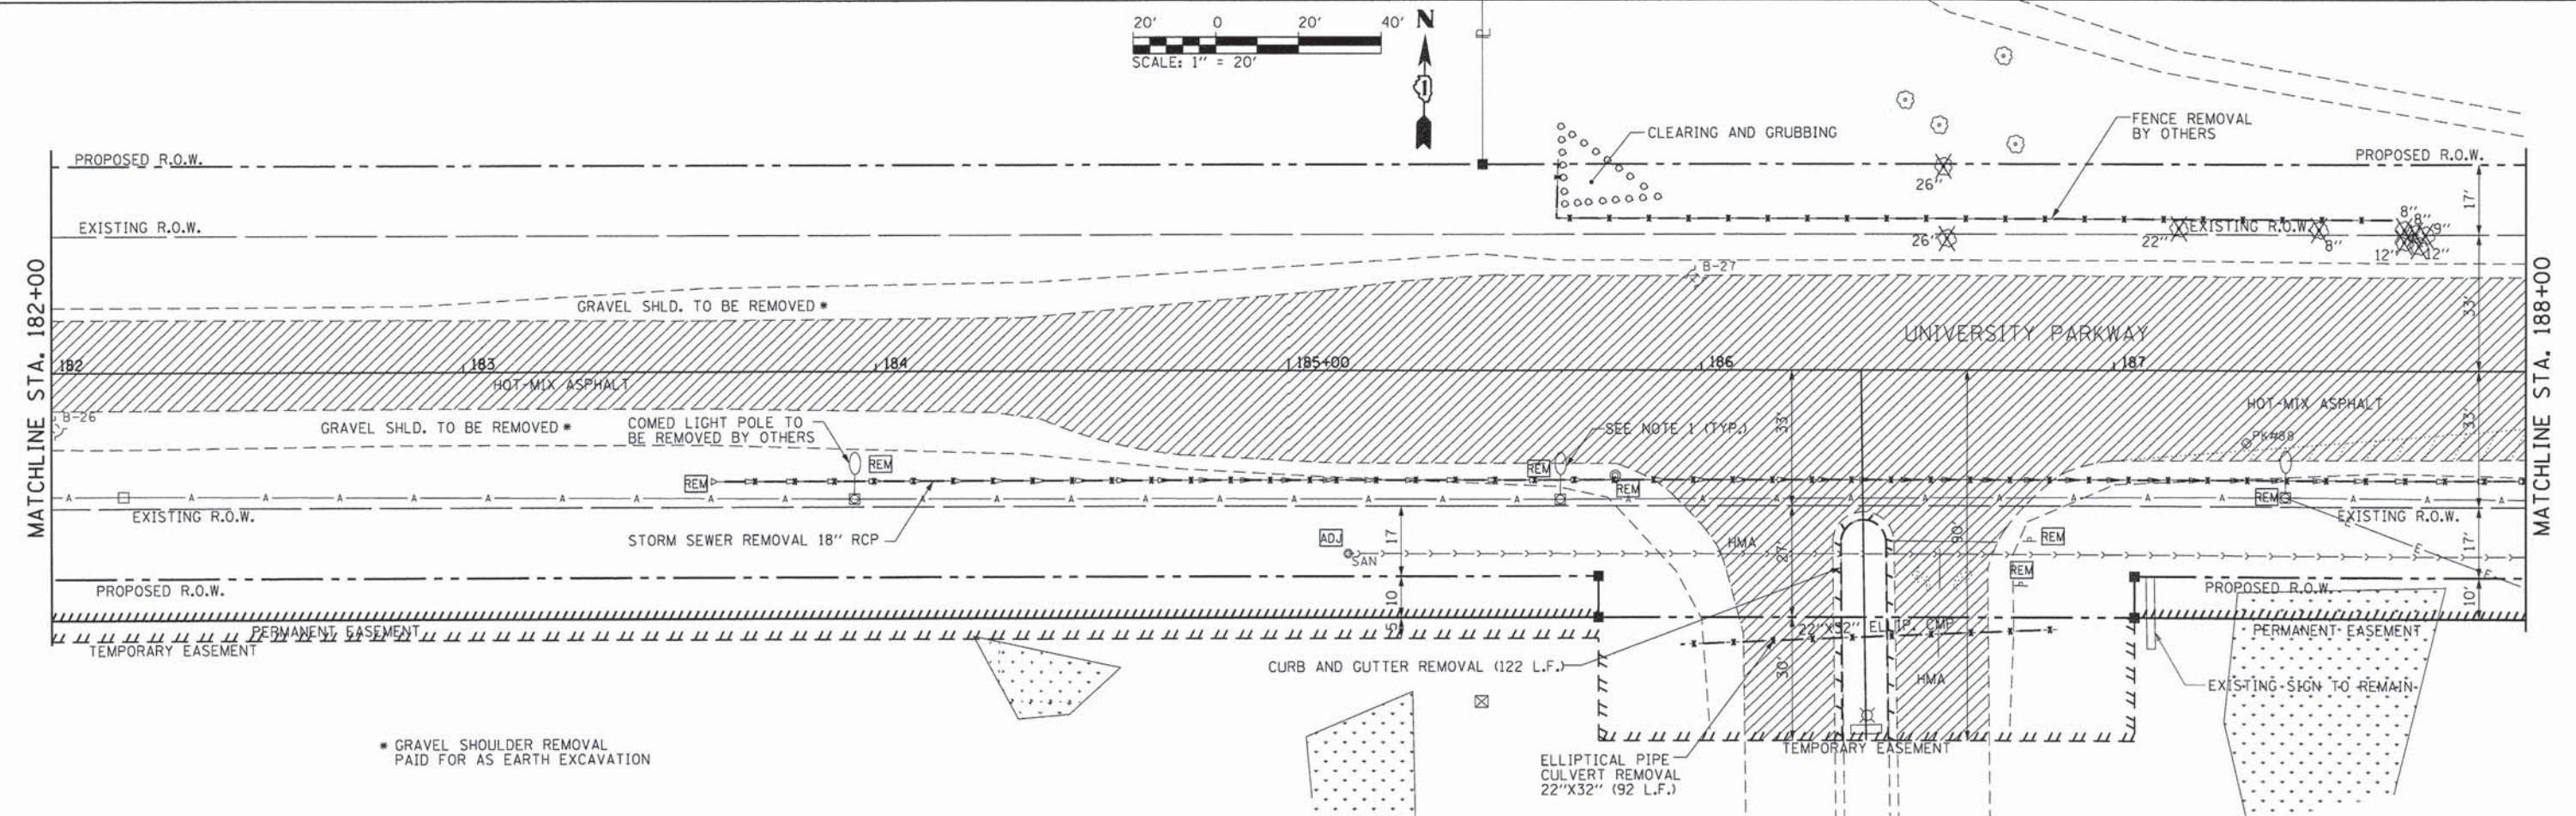 20' 0 20' 40'
N
SCALE: 1" = 20'
1
P
CLEARING AND GRUBBING
FENCE REMOVAL
BY OTHERS
PROPOSED R.O.W.
PROPOSED R.O.W.
26"
17'
EXISTING R.O.W.
EXISTING R.O.W.
26"
22"
8"
8"
8"
9"
12"
12"
MATCHLINE STA. 182+00
MATCHLINE STA. 188+00
B-27
GRAVEL SHLD. TO BE REMOVED *
33'
UNIVERSITY PARKWAY
182
183
184
185+00
186
187
HOT-MIX ASPHALT
HOT-MIX ASPHALT
B-26
GRAVEL SHLD. TO BE REMOVED *
COMED LIGHT POLE TO
BE REMOVED BY OTHERS
SEE NOTE 1 (TYP.)
33'
33'
PK#88
REM
REM
REM
REM
REM
A A A A A A A A A A
EXISTING R.O.W.
EXISTING R.O.W.
STORM SEWER REMOVAL 18" RCP
ADJ
SAN
17
HMA
27'
90'
REM
P
REM
P
E
E
17'
PROPOSED R.O.W.
PROPOSED R.O.W.
10
10'
5
PERMANENT EASEMENT
PERMANENT EASEMENT
TEMPORARY EASEMENT
22"X32" ELLIP. CMP
CURB AND GUTTER REMOVAL (122 L.F.)
30'
HMA
EXISTING SIGN TO REMAIN
* GRAVEL SHOULDER REMOVAL
PAID FOR AS EARTH EXCAVATION
TEMPORARY EASEMENT
ELLIPTICAL PIPE
CULVERT REMOVAL
22"X32" (92 L.F.)